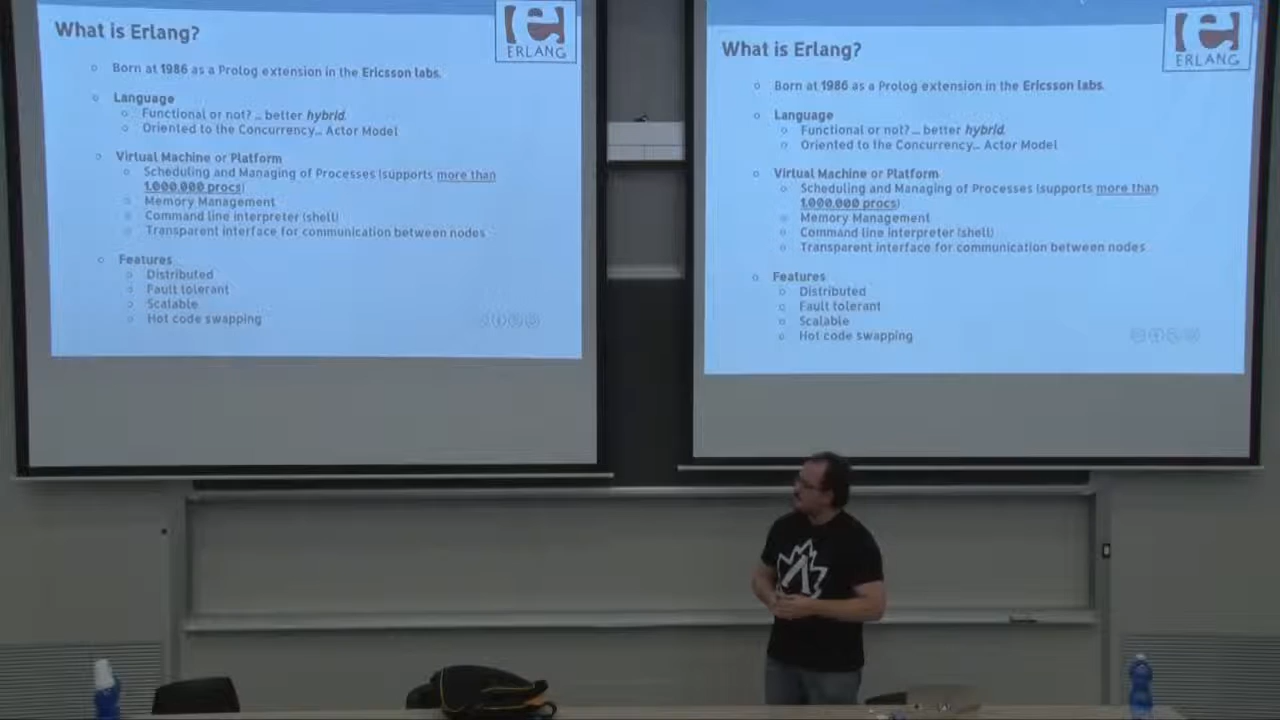 What is Erlang?
ERLANG
Born at 1986 as a Prolog extension in the Ericsson labs.
Language
Functional or not? ... better hybrid.
Oriented to the Concurrency... Actor Model
Virtual Machine or Platform
Scheduling and Managing of Processes (supports more than
1.000.000 procs)
Memory Management
Command line interpreter (shell)
Transparent interface for communication between nodes
Features
Distributed
Fault tolerant
Scalable
Hot code swapping
What is Erlang?
ERLANG
Born at 1986 as a Prolog extension in the Ericsson labs.
Language
Functional or not? ... better hybrid.
Oriented to the Concurrency... Actor Model
Virtual Machine or Platform
Scheduling and Managing of Processes (supports more than
1.000.000 procs)
Memory Management
Command line interpreter (shell)
Transparent interface for communication between nodes
Features
Distributed
Fault tolerant
Scalable
Hot code swapping